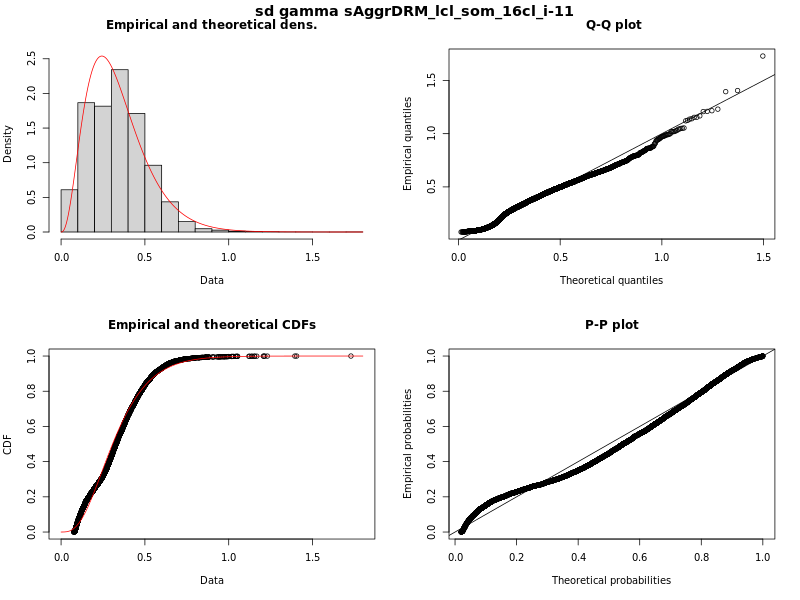 sd gamma sAggrDRM_lcl_som_16cl_i-11
Empirical and theoretical dens.
Density
0.0 0.5 1.0 1.5 2.0 2.5
0.0 0.5 1.0 1.5
Data
Q-Q plot
Empirical quantiles
0.5 1.0 1.5
0.0 0.5 1.0 1.5
Theoretical quantiles
Empirical and theoretical CDFs
CDF
0.0 0.2 0.4 0.6 0.8 1.0
0.0 0.5 1.0 1.5
Data
P-P plot
Empirical probabilities
0.0 0.2 0.4 0.6 0.8 1.0
0.0 0.2 0.4 0.6 0.8 1.0
Theoretical probabilities